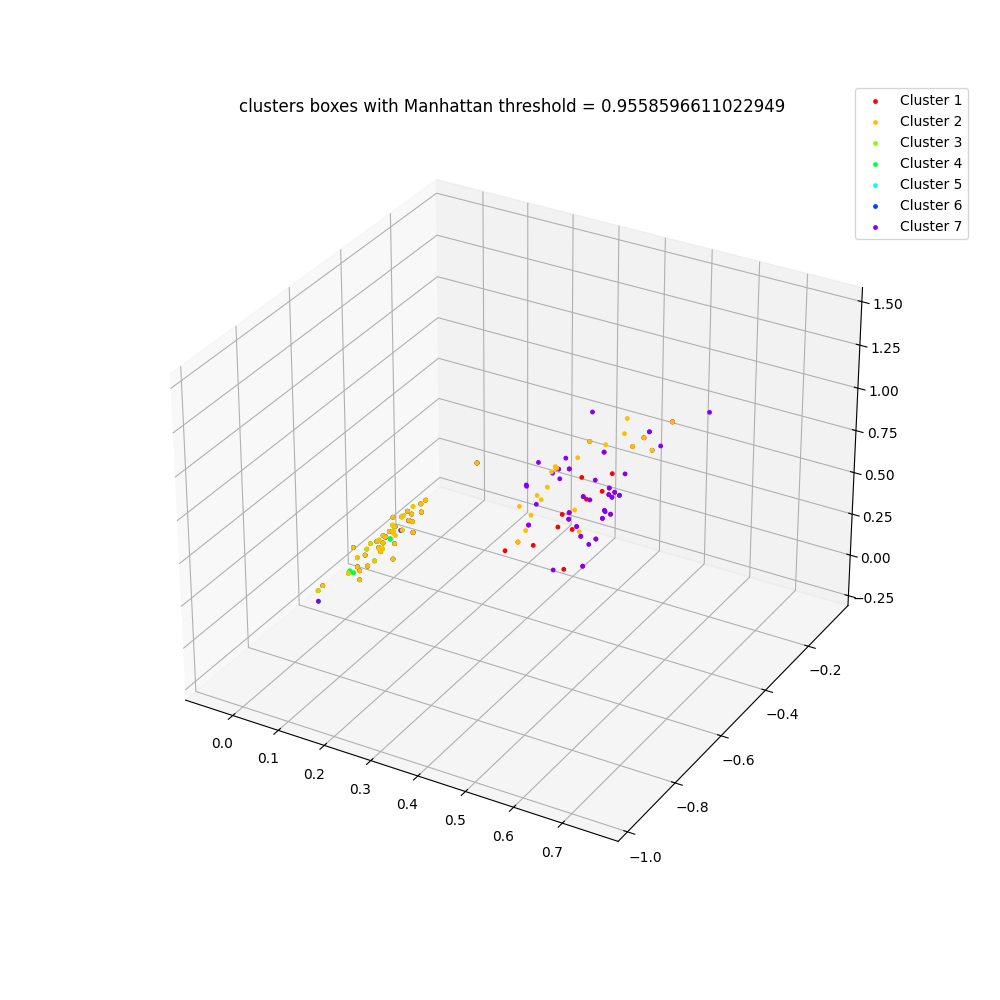 clusters boxes with Manhattan threshold = 0.9558596611022949
Cluster 1
Cluster 2
Cluster 3
Cluster 4
Cluster 5
Cluster 6
Cluster 7
1.50
1.25
1.00
0.75
0.50
0.25
0.00
−0.25
−0.2
−0.4
−0.6
−0.8
−1.0
0.0
0.1
0.2
0.3
0.4
0.5
0.6
0.7